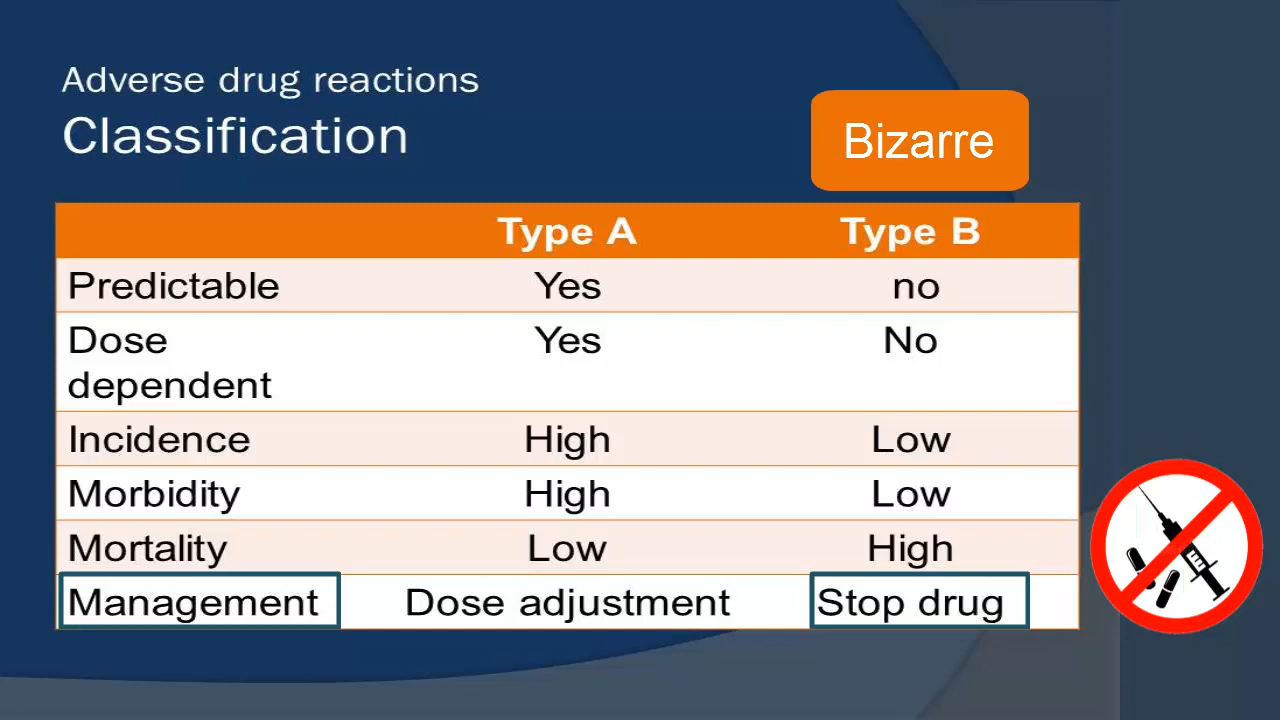 Adverse drug reactions
Classification
Bizarre
Type A Type B
Predictable Yes no
Dose Yes No
dependent
Incidence High Low
Morbidity High Low
Mortality Low High
Management Dose adjustment Stop drug